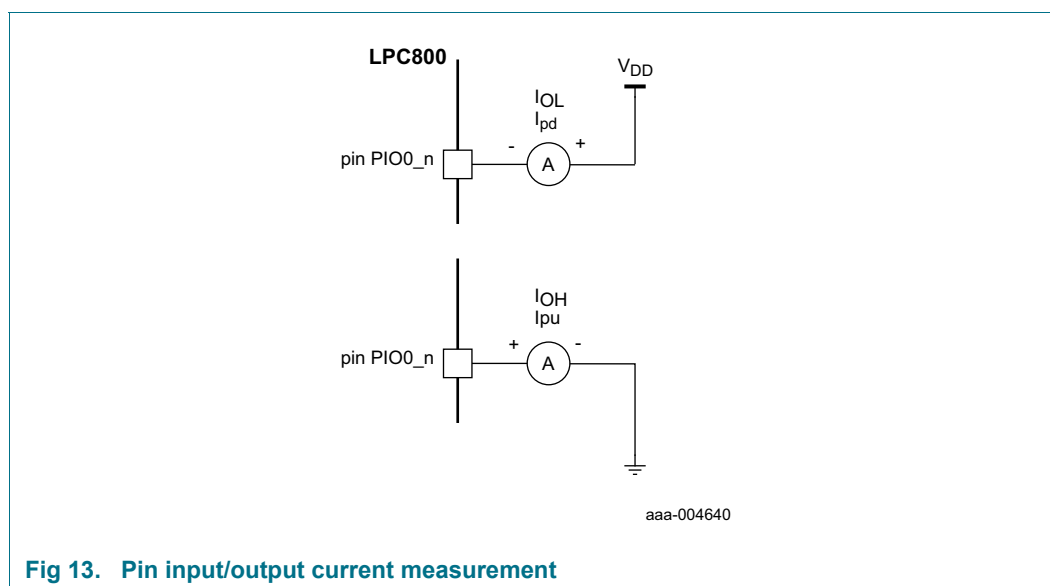 LPC800
VDD
IOL
Ipd
- +
pin PIO0_n
A
IOH
Ipu
+ -
pin PIO0_n
A
aaa-004640
Fig 13. Pin input/output current measurement